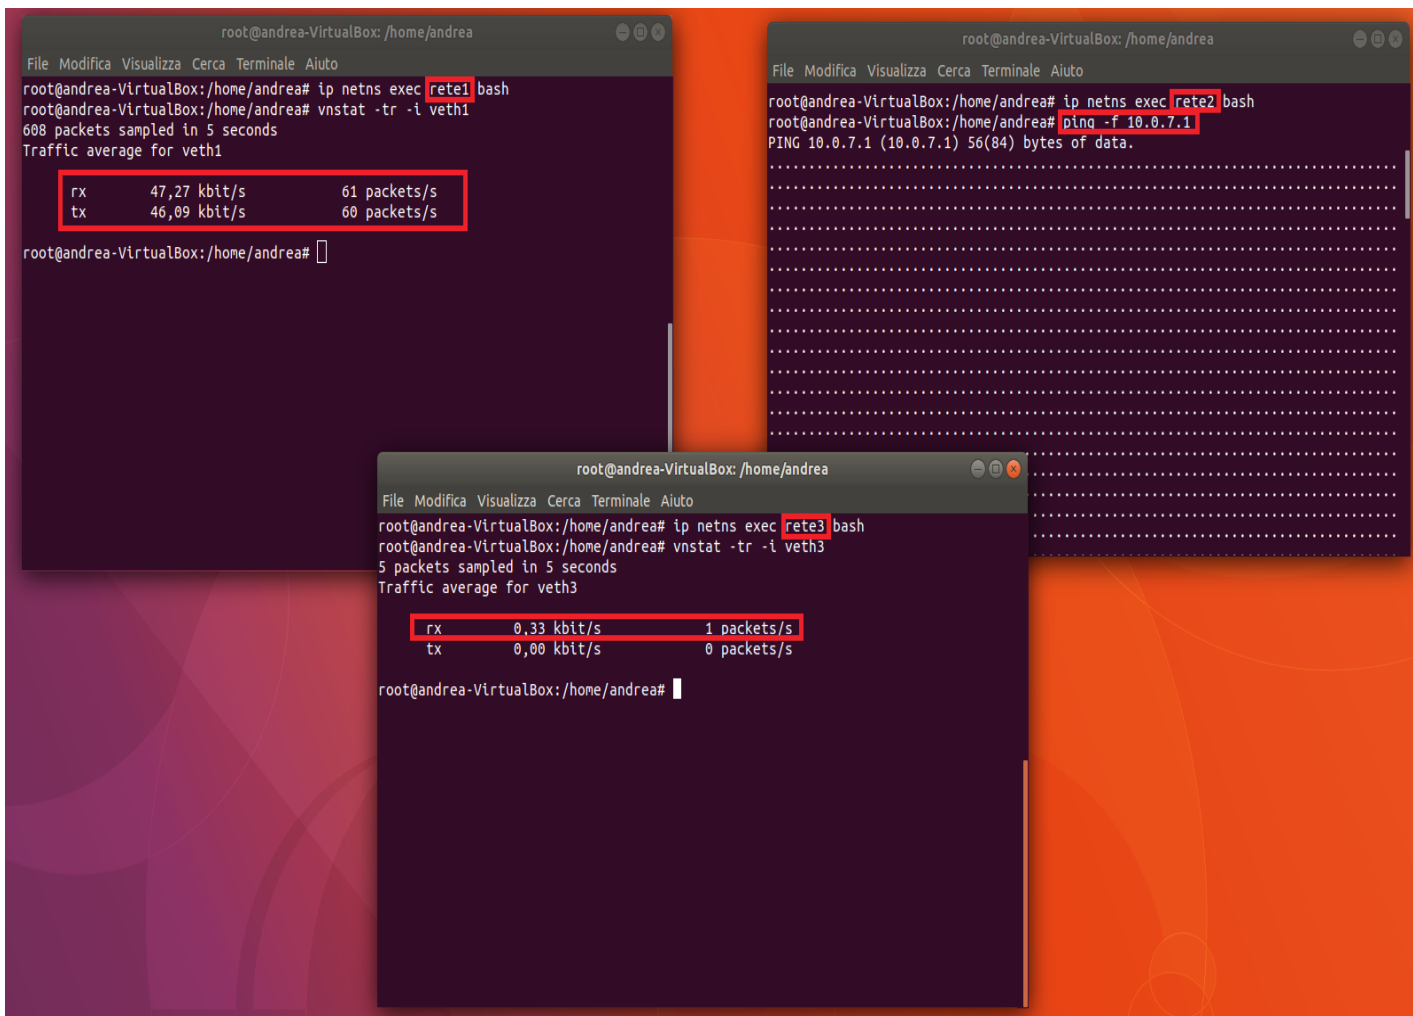 root@andrea-VirtualBox: /home/andrea
File Modifica Visualizza Cerca Terminale Aiuto
root@andrea-VirtualBox:/home/andrea# ip netns exec rete1 bash
root@andrea-VirtualBox:/home/andrea# vnstat -tr -i veth1
608 packets sampled in 5 seconds
Traffic average for veth1
rx 47,27 kbit/s 61 packets/s
tx 46,09 kbit/s 60 packets/s
root@andrea-VirtualBox:/home/andrea#
root@andrea-VirtualBox: /home/andrea
File Modifica Visualizza Cerca Terminale Aiuto
root@andrea-VirtualBox:/home/andrea# ip netns exec rete2 bash
root@andrea-VirtualBox:/home/andrea# ping -f 10.0.7.1
PING 10.0.7.1 (10.0.7.1) 56(84) bytes of data.
root@andrea-VirtualBox: /home/andrea
File Modifica Visualizza Cerca Terminale Aiuto
root@andrea-VirtualBox:/home/andrea# ip netns exec rete3 bash
root@andrea-VirtualBox:/home/andrea# vnstat -tr -i veth3
5 packets sampled in 5 seconds
Traffic average for veth3
rx 0,33 kbit/s 1 packets/s
tx 0,00 kbit/s 0 packets/s
root@andrea-VirtualBox:/home/andrea#